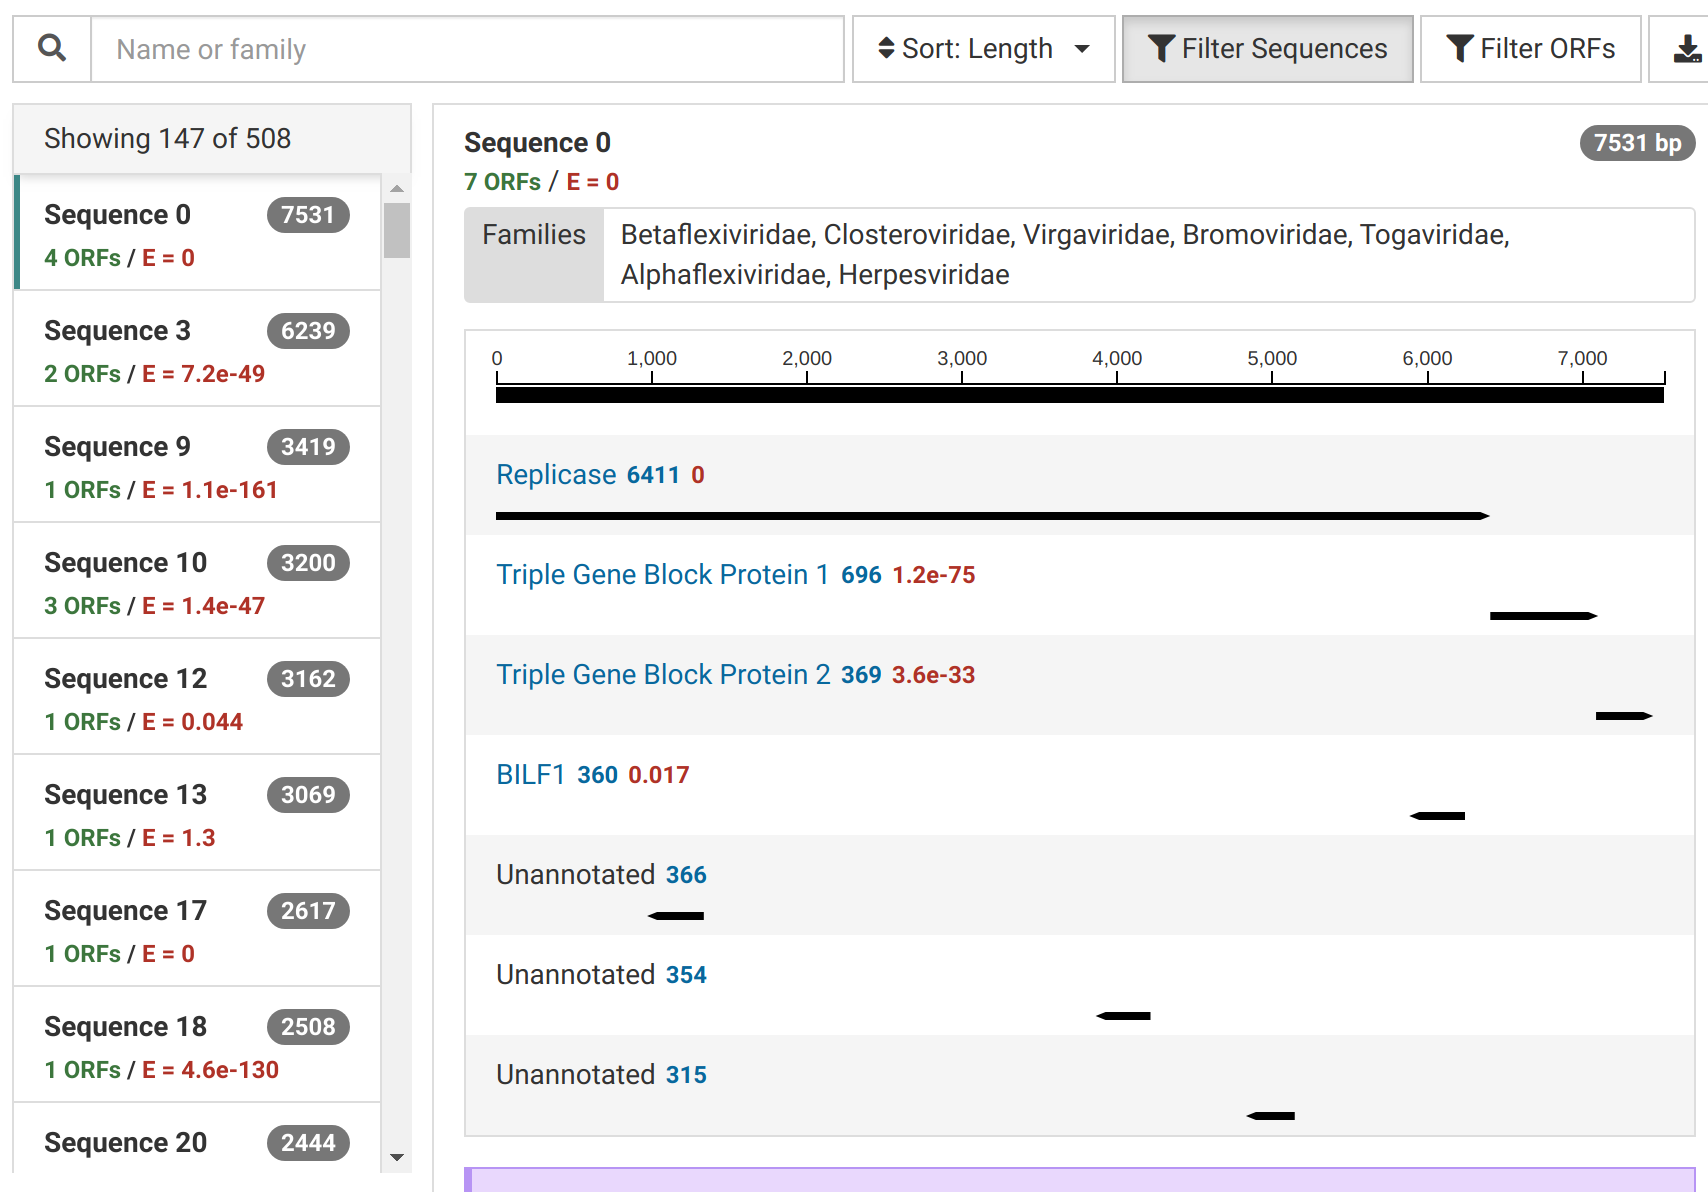 Name or family
Sort: Length
Filter Sequences
Filter ORFs
Showing 147 of 508
Sequence 0 7531
4 ORFs / E = 0
Sequence 3 6239
2 ORFs / E = 7.2e-49
Sequence 9 3419
1 ORFs / E = 1.1e-161
Sequence 10 3200
3 ORFs / E = 1.4e-47
Sequence 12 3162
1 ORFs / E = 0.044
Sequence 13 3069
1 ORFs / E = 1.3
Sequence 17 2617
1 ORFs / E = 0
Sequence 18 2508
1 ORFs / E = 4.6e-130
Sequence 20 2444
Sequence 0 7531 bp
7 ORFs / E = 0
Families
Betaflexiviridae, Closteroviridae, Virgaviridae, Bromoviridae, Togaviridae,
Alphaflexiviridae, Herpesviridae
0 1,000 2,000 3,000 4,000 5,000 6,000 7,000
Replicase 6411 0
Triple Gene Block Protein 1 696 1.2e-75
Triple Gene Block Protein 2 369 3.6e-33
BILF1 360 0.017
Unannotated 366
Unannotated 354
Unannotated 315